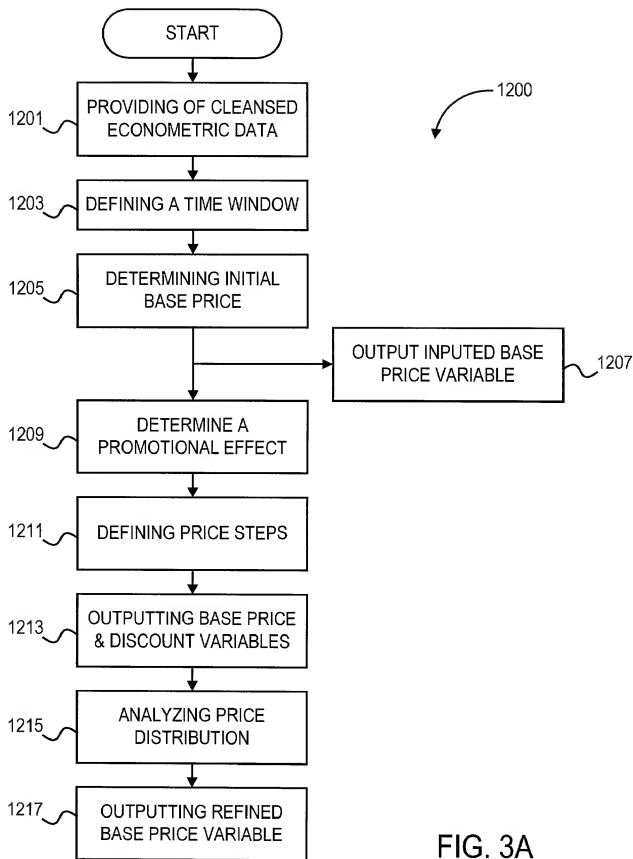 START
1200
1201
PROVIDING OF CLEANSED
ECONOMETRIC DATA
1203
DEFINING A TIME WINDOW
1205
DETERMINING INITIAL
BASE PRICE
OUTPUT INPUTED BASE
PRICE VARIABLE
1207
1209
DETERMINE A
PROMOTIONAL EFFECT
1211
DEFINING PRICE STEPS
1213
OUTPUTTING BASE PRICE
& DISCOUNT VARIABLES
1215
ANALYZING PRICE
DISTRIBUTION
1217
OUTPUTTING REFINED
BASE PRICE VARIABLE
FIG. 3A